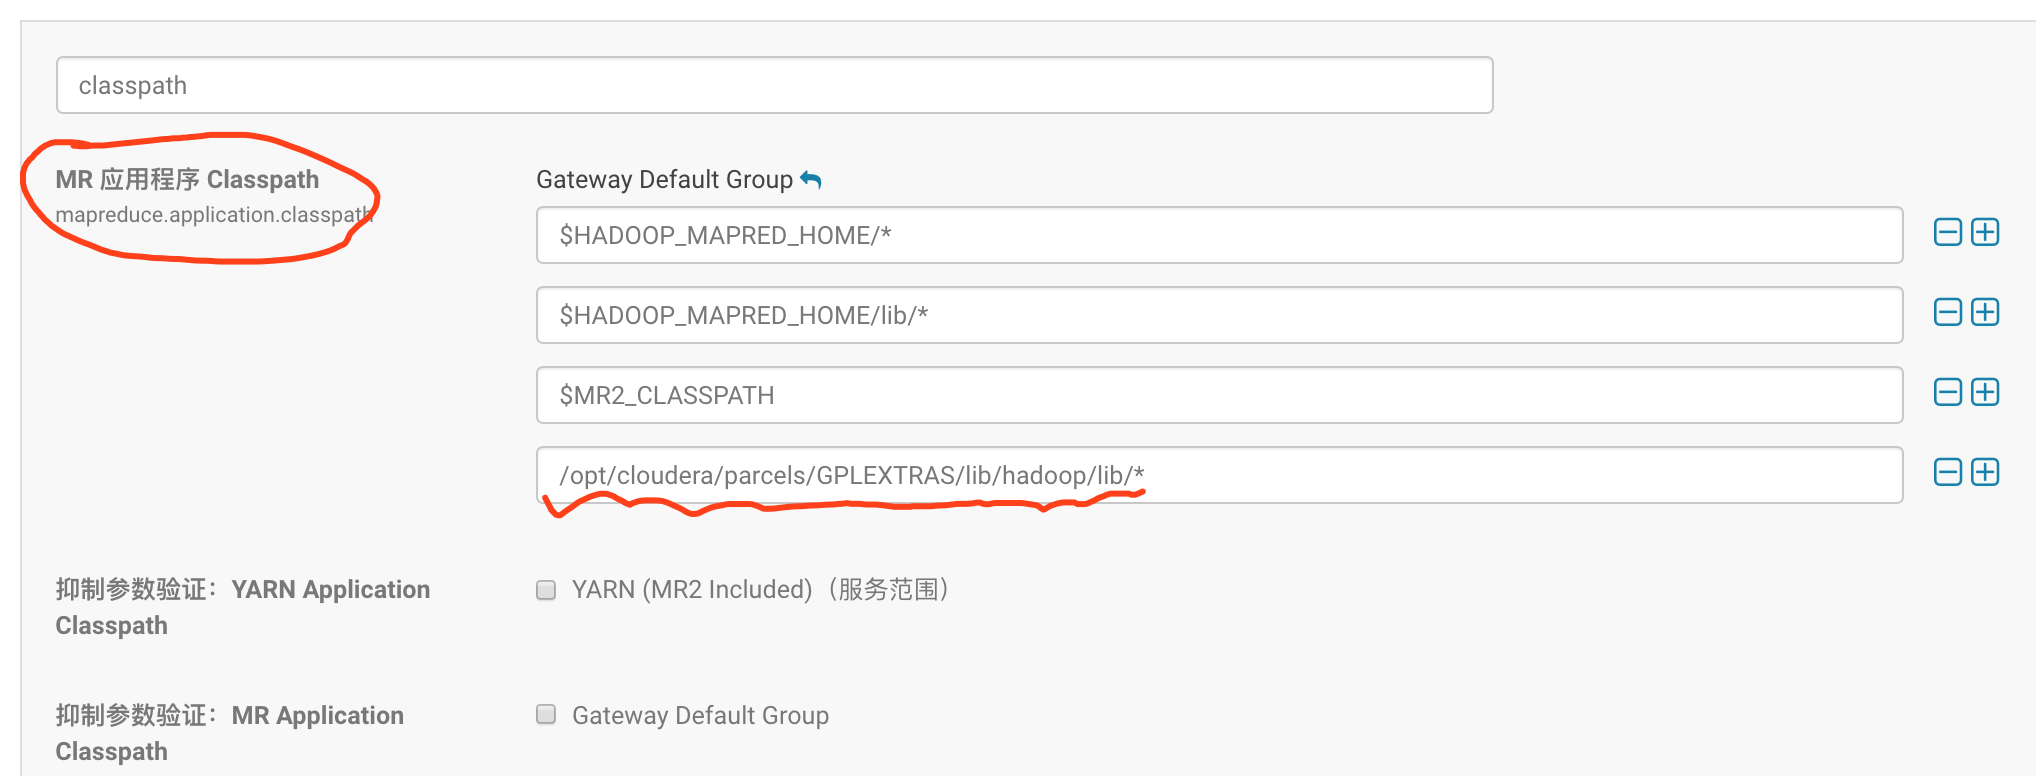 classpath
MR 应用程序 Classpath
mapreduce.application.classpath
Gateway Default Group
$HADOOP_MAPRED_HOME/*
$HADOOP_MAPRED_HOME/lib/*
$MR2_CLASSPATH
/opt/cloudera/parcels/GPLEXTRAS/lib/hadoop/lib/*
抑制参数验证：YARN Application
Classpath
YARN (MR2 Included)（服务范围）
抑制参数验证：MR Application
Classpath
Gateway Default Group